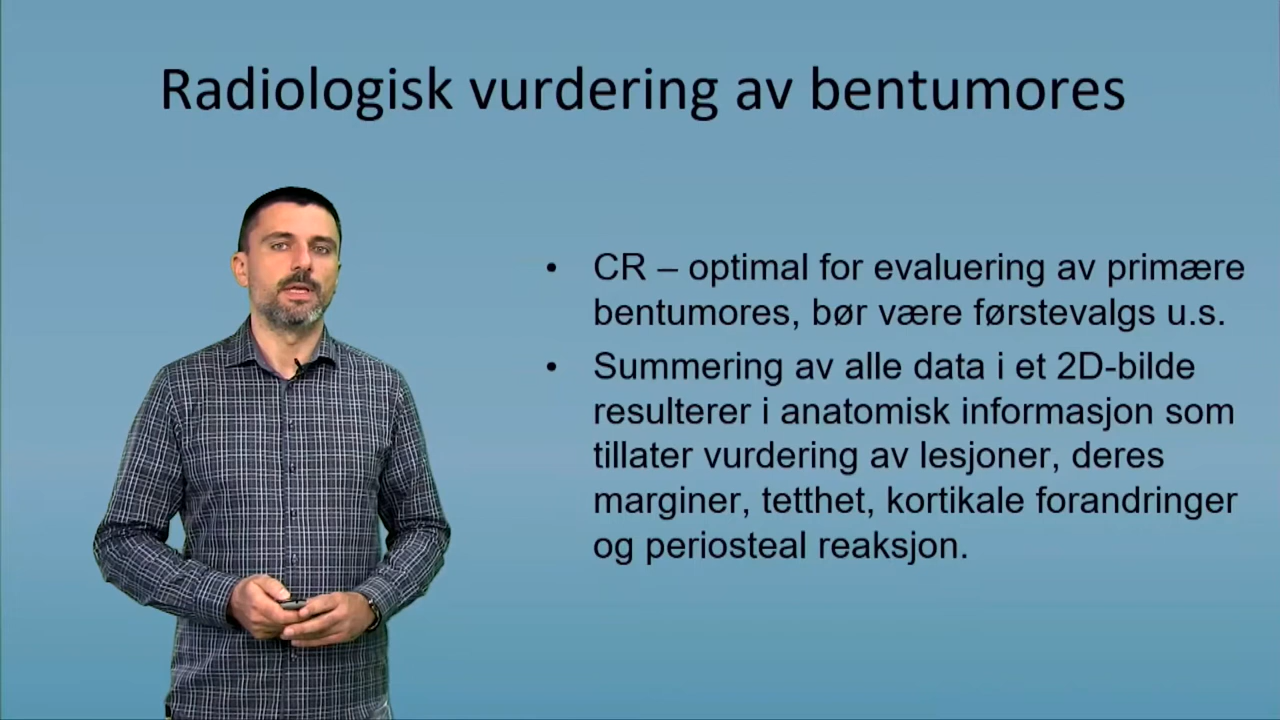 Radiologisk vurdering av bentumores
• CR – optimal for evaluering av primære
bentumores, bør være førstevalgs u.s.
• Summering av alle data i et 2D-bilde
resulterer i anatomisk informasjon som
tillater vurdering av lesjoner, deres
marginer, tetthet, kortikale forandringer
og periosteal reaksjon.